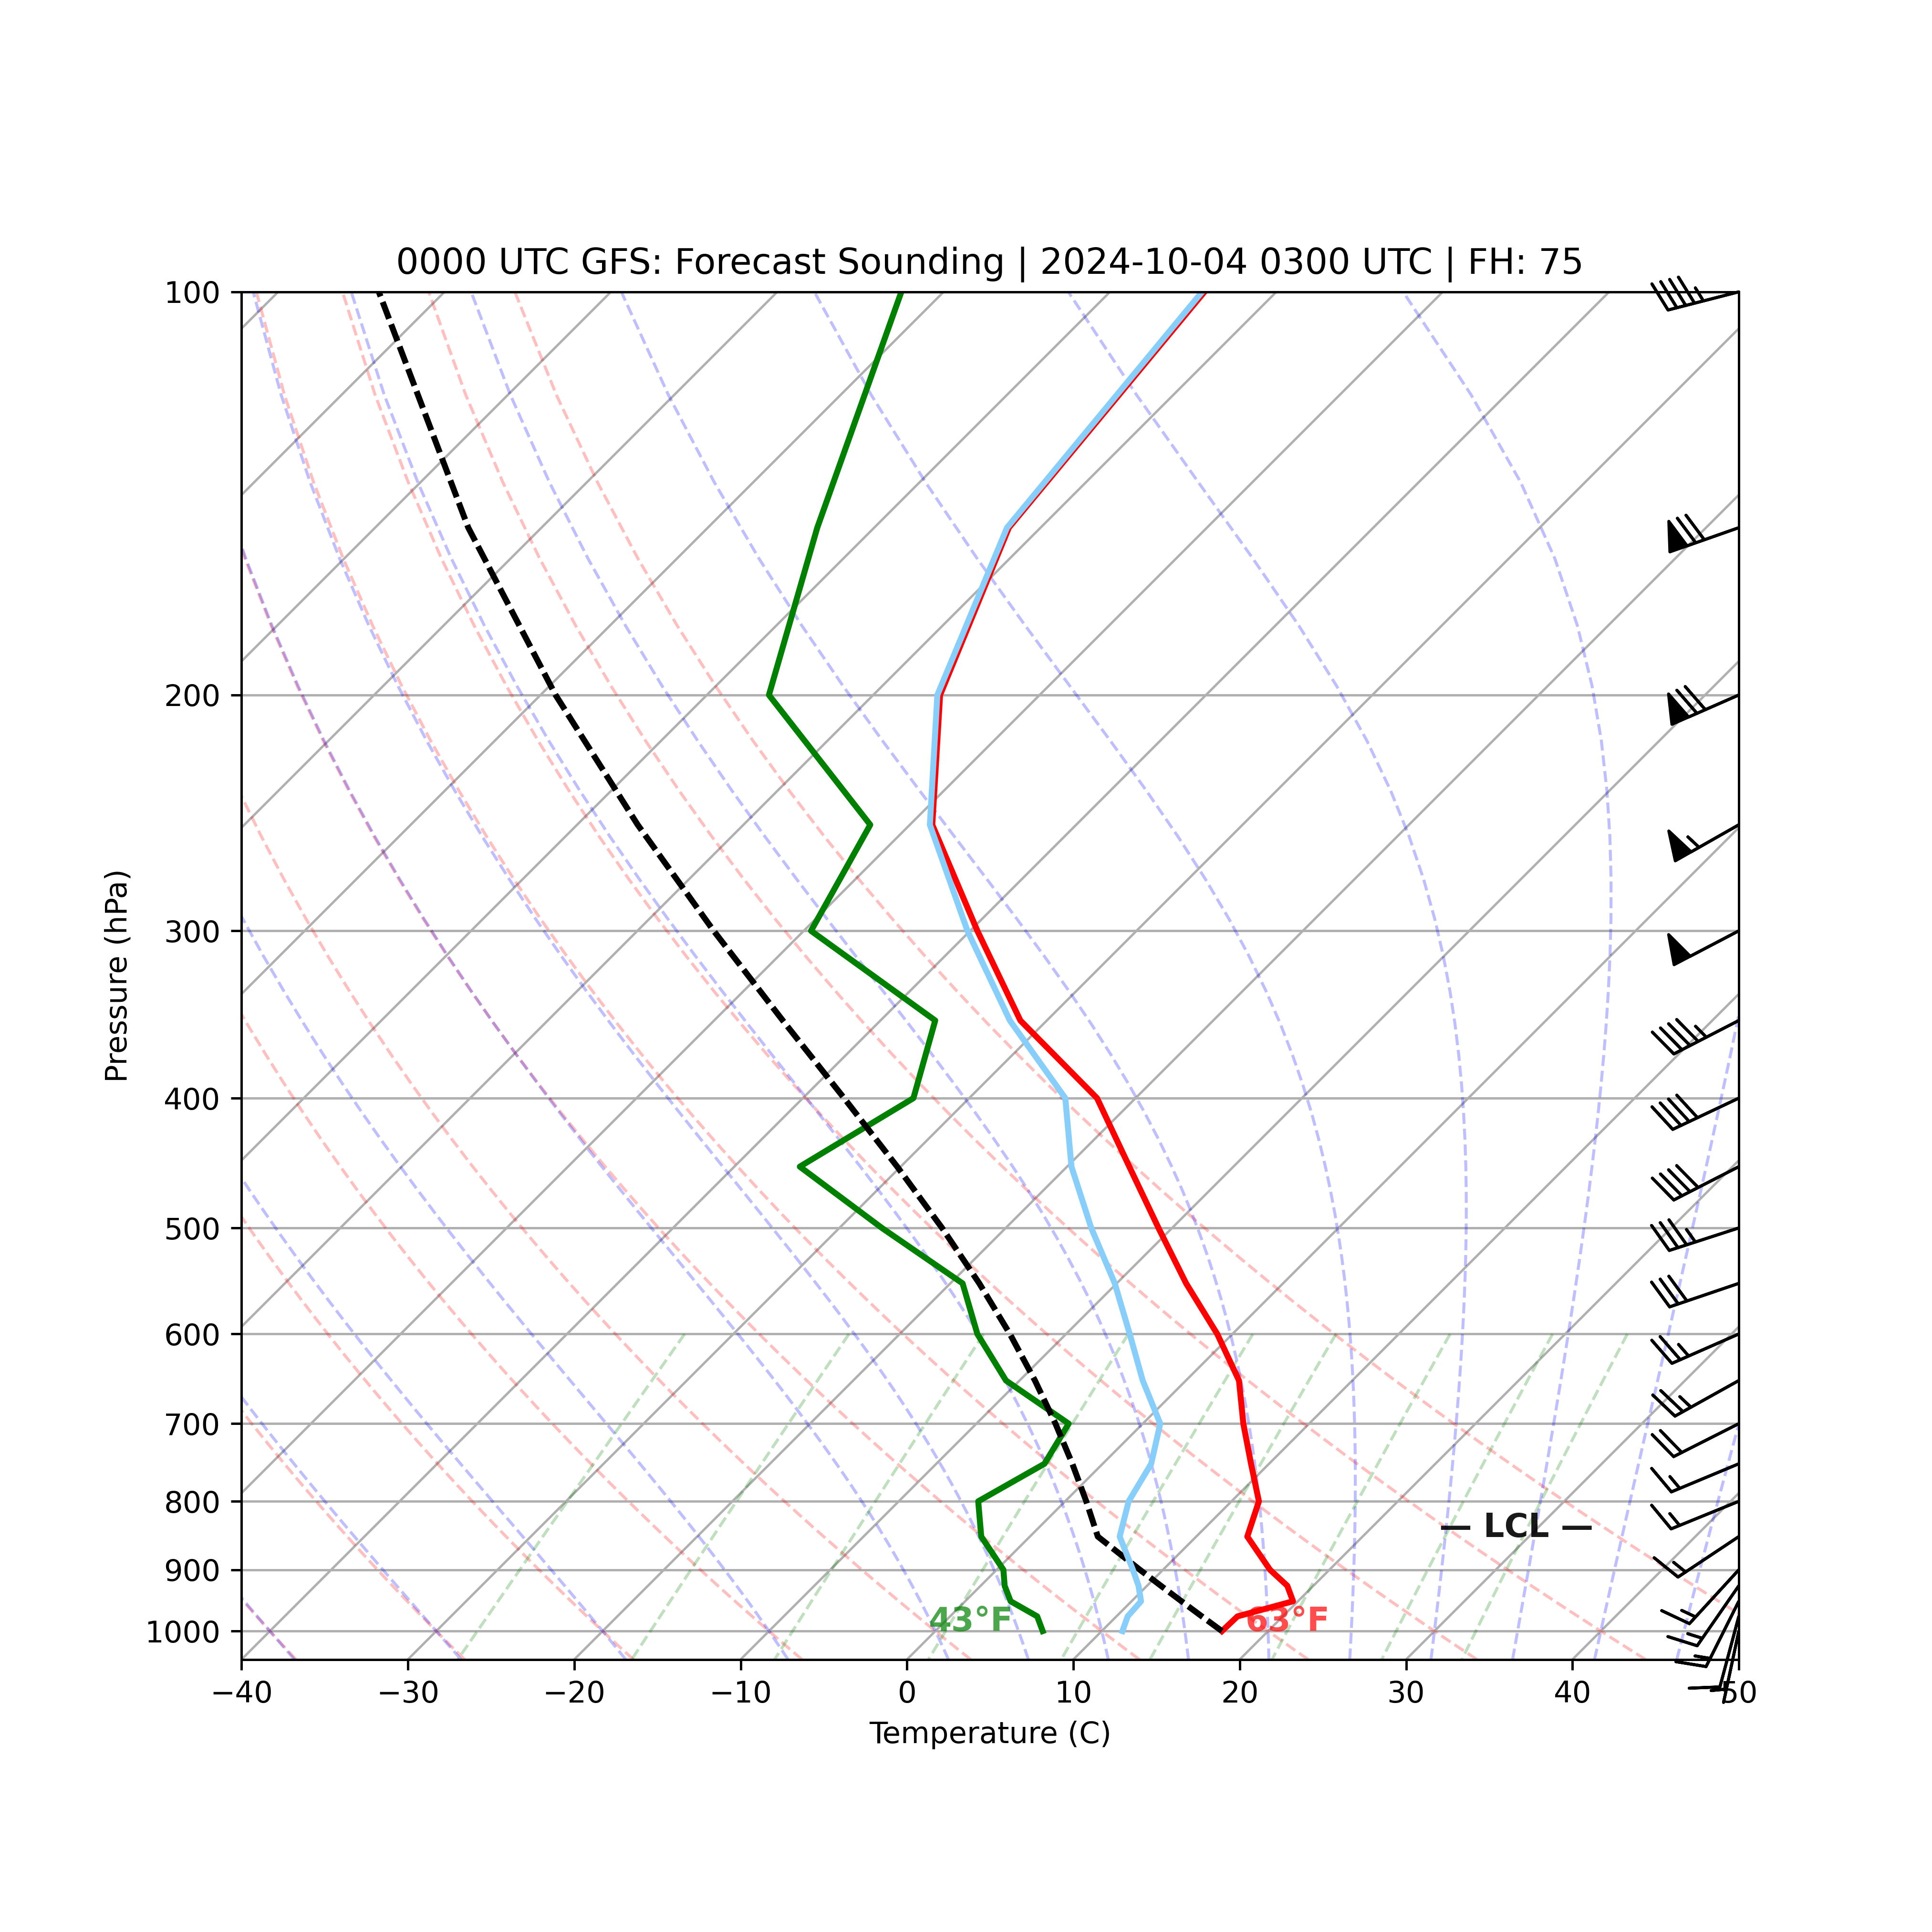 0000 UTC GFS: Forecast Sounding | 2024-10-04 0300 UTC | FH: 75
100
200
300
400
500
600
700
800
900
1000
Pressure (hPa)
— LCL —
43°F
63°F
−40 −30 −20 −10 0 10 20 30 40 50
Temperature (C)